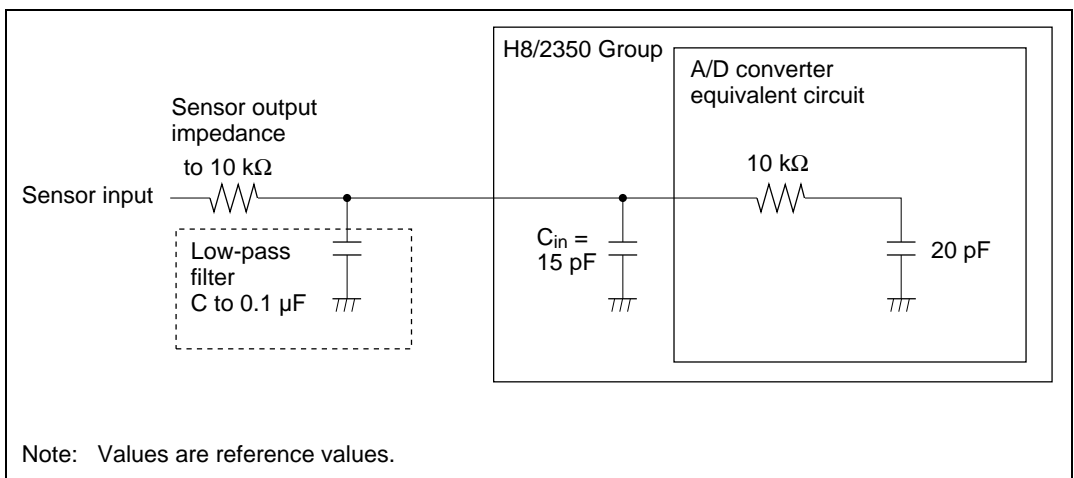 H8/2350 Group
A/D converter
equivalent circuit
Sensor output
impedance
to 10 kΩ
Sensor input
10 kΩ
Low-pass
filter
C to 0.1 µF
Cin =
15 pF
20 pF
Note: Values are reference values.